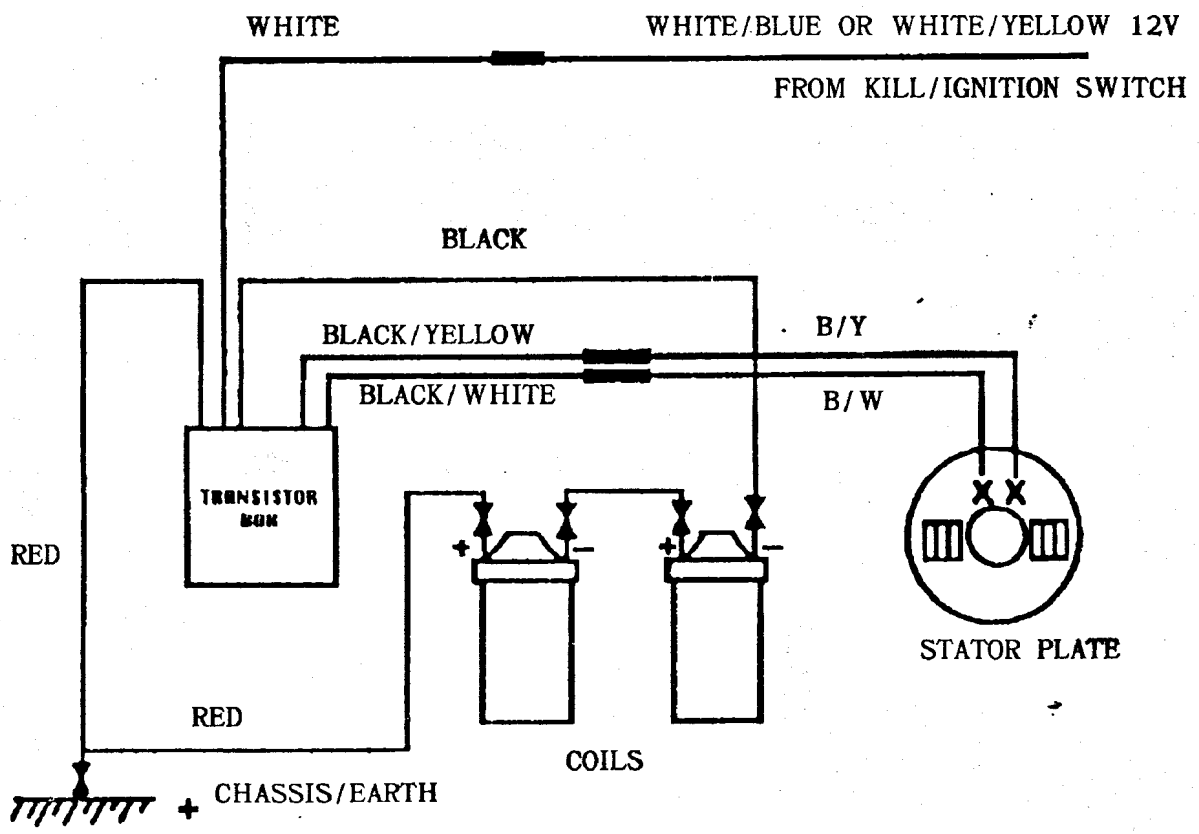 WHITE
WHITE/BLUE OR WHITE/YELLOW 12V
FROM KILL/IGNITION SWITCH
BLACK
BLACK/YELLOW
B/Y
BLACK/WHITE
B/W
TRANSISTOR
BOX
RED
+
-
+
-
STATOR PLATE
RED
COILS
+ CHASSIS/EARTH